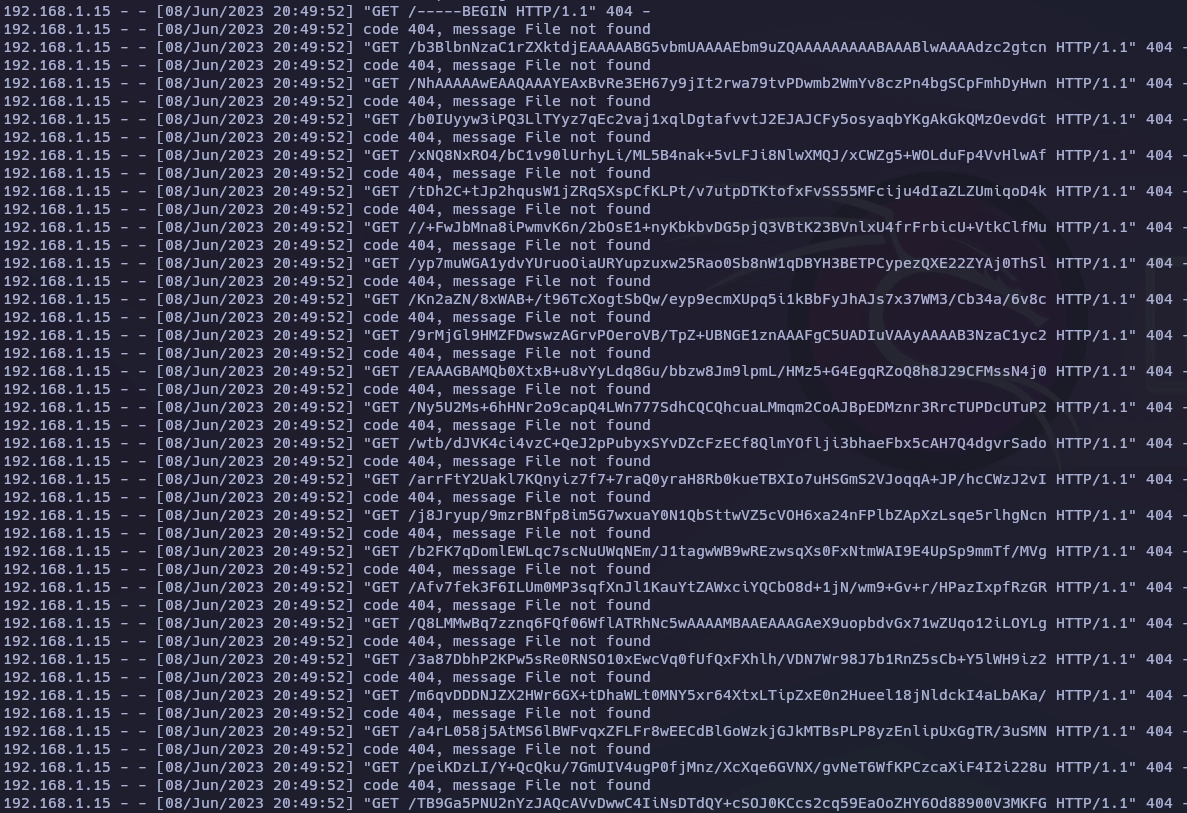 192.168.1.15 - - [08/Jun/2023 20:49:52] "GET /-----BEGIN HTTP/1.1" 404 -
192.168.1.15 - - [08/Jun/2023 20:49:52] code 404, message File not found
192.168.1.15 - - [08/Jun/2023 20:49:52] "GET /b3BlbnNzaC1rZXktdjEAAAAABG5vbmUAAAAEbm9uZQAAAAAAAAABAAABlwAAAAdzc2gtcn HTTP/1.1" 404 -
192.168.1.15 - - [08/Jun/2023 20:49:52] code 404, message File not found
192.168.1.15 - - [08/Jun/2023 20:49:52] "GET /NhAAAAAwEAAQAAAYEAxBvRe3EH67y9jIt2rwa79tvPDwmb2WmYv8czPn4bgSCpFmhDyHwn HTTP/1.1" 404 -
192.168.1.15 - - [08/Jun/2023 20:49:52] code 404, message File not found
192.168.1.15 - - [08/Jun/2023 20:49:52] "GET /b0IUyyw3iPQ3LlTYyz7qEc2vaj1xqlDgtafvvtJ2EJAJCFy5osyaqbYKgAkGkQMzOevdGt HTTP/1.1" 404 -
192.168.1.15 - - [08/Jun/2023 20:49:52] code 404, message File not found
192.168.1.15 - - [08/Jun/2023 20:49:52] "GET /xNQ8NxRO4/bC1v90lUrhyLi/ML5B4nak+5vLFJi8NlwXMQJ/xCWZg5+WOLduFp4VvHlwAf HTTP/1.1" 404 -
192.168.1.15 - - [08/Jun/2023 20:49:52] code 404, message File not found
192.168.1.15 - - [08/Jun/2023 20:49:52] "GET /tDh2C+tJp2hqusW1jZRqSXspCfKLPt/v7utpDTKtofxFvSS55MFciju4dIaZLZUmiqoD4k HTTP/1.1" 404 -
192.168.1.15 - - [08/Jun/2023 20:49:52] code 404, message File not found
192.168.1.15 - - [08/Jun/2023 20:49:52] "GET //+FwJbMna8iPwmvK6n/2bOsE1+nyKbkbvDG5pjQ3VBtK23BVnlxU4frFrbicU+VtkClfMu HTTP/1.1" 404 -
192.168.1.15 - - [08/Jun/2023 20:49:52] code 404, message File not found
192.168.1.15 - - [08/Jun/2023 20:49:52] "GET /yp7muWGA1ydvYUruoOiaURYupzuxw25Rao0Sb8nW1qDBYH3BETPCypezQXE22ZYAj0ThSl HTTP/1.1" 404 -
192.168.1.15 - - [08/Jun/2023 20:49:52] code 404, message File not found
192.168.1.15 - - [08/Jun/2023 20:49:52] "GET /Kn2aZN/8xWAB+/t96TcXogtSbQw/eyp9ecmXUpq5i1kBbFyJhAJs7x37WM3/Cb34a/6v8c HTTP/1.1" 404 -
192.168.1.15 - - [08/Jun/2023 20:49:52] code 404, message File not found
192.168.1.15 - - [08/Jun/2023 20:49:52] "GET /9rMjGl9HMZFDwswzAGrvPOeroVB/TpZ+UBNGE1znAAAFgC5UADIuVAAyAAAAB3NzaC1yc2 HTTP/1.1" 404 -
192.168.1.15 - - [08/Jun/2023 20:49:52] code 404, message File not found
192.168.1.15 - - [08/Jun/2023 20:49:52] "GET /EAAAGBAMQb0XtxB+u8vYyLdq8Gu/bbzw8Jm9lpmL/HMz5+G4EgqRZoQ8h8J29CFMssN4j0 HTTP/1.1" 404 -
192.168.1.15 - - [08/Jun/2023 20:49:52] code 404, message File not found
192.168.1.15 - - [08/Jun/2023 20:49:52] "GET /Ny5U2Ms+6hHNr2o9capQ4LWn777SdhCQCQhcuaLMmqm2CoAJBpEDMznr3RrcTUPDcUTuP2 HTTP/1.1" 404 -
192.168.1.15 - - [08/Jun/2023 20:49:52] code 404, message File not found
192.168.1.15 - - [08/Jun/2023 20:49:52] "GET /wtb/dJVK4ci4vzC+QeJ2pPubyxSYvDZcFzECf8QlmYOflji3bhaeFbx5cAH7Q4dgvrSado HTTP/1.1" 404 -
192.168.1.15 - - [08/Jun/2023 20:49:52] code 404, message File not found
192.168.1.15 - - [08/Jun/2023 20:49:52] "GET /arrFtY2Uakl7KQnyiz7f7+7raQ0yraH8Rb0kueTBXIo7uHSGmS2VJoqqA+JP/hcCWzJ2vI HTTP/1.1" 404 -
192.168.1.15 - - [08/Jun/2023 20:49:52] code 404, message File not found
192.168.1.15 - - [08/Jun/2023 20:49:52] "GET /j8Jryup/9mzrBNfp8im5G7wxuaY0N1QbSttwVZ5cVOH6xa24nFPlbZApXzLsqe5rlhgNcn HTTP/1.1" 404 -
192.168.1.15 - - [08/Jun/2023 20:49:52] code 404, message File not found
192.168.1.15 - - [08/Jun/2023 20:49:52] "GET /b2FK7qDomlEWLqc7scNuUWqNEm/J1tagwWB9wREzwsqXs0FxNtmWAI9E4UpSp9mmTf/MVg HTTP/1.1" 404 -
192.168.1.15 - - [08/Jun/2023 20:49:52] code 404, message File not found
192.168.1.15 - - [08/Jun/2023 20:49:52] "GET /Afv7fek3F6ILUm0MP3sqfXnJl1KauYtZAWxciYQCbO8d+1jN/wm9+Gv+r/HPazIxpfRzGR HTTP/1.1" 404 -
192.168.1.15 - - [08/Jun/2023 20:49:52] code 404, message File not found
192.168.1.15 - - [08/Jun/2023 20:49:52] "GET /Q8LMMwBq7zznq6FQf06WflATRhNc5wAAAAMBAAEAAAGAeX9uopbdvGx71wZUqo12iLOYLg HTTP/1.1" 404 -
192.168.1.15 - - [08/Jun/2023 20:49:52] code 404, message File not found
192.168.1.15 - - [08/Jun/2023 20:49:52] "GET /3a87DbhP2KPw5sRe0RNSO10xEwcVq0fUfQxFXhlh/VDN7Wr98J7b1RnZ5sCb+Y5lWH9iz2 HTTP/1.1" 404 -
192.168.1.15 - - [08/Jun/2023 20:49:52] code 404, message File not found
192.168.1.15 - - [08/Jun/2023 20:49:52] "GET /m6qvDDDNJZX2HWr6GX+tDhaWLt0MNY5xr64XtxLTipZxE0n2Hueel18jNldckI4aLbAKa/ HTTP/1.1" 404 -
192.168.1.15 - - [08/Jun/2023 20:49:52] code 404, message File not found
192.168.1.15 - - [08/Jun/2023 20:49:52] "GET /a4rL058j5AtMS6lBWFvqxZFLFr8wEECdBlGoWzkjGJkMTBsPLP8yzEnlipUxGgTR/3uSMN HTTP/1.1" 404 -
192.168.1.15 - - [08/Jun/2023 20:49:52] code 404, message File not found
192.168.1.15 - - [08/Jun/2023 20:49:52] "GET /peiKDzLI/Y+QcQku/7GmUIV4ugP0fjMnz/XcXqe6GVNX/gvNeT6WfKPCzcaXiF4I2i228u HTTP/1.1" 404 -
192.168.1.15 - - [08/Jun/2023 20:49:52] code 404, message File not found
192.168.1.15 - - [08/Jun/2023 20:49:52] "GET /TB9Ga5PNU2nYzJAQcAVvDwwC4IiNsDTdQY+cSOJ0KCcs2cq59EaOoZHY6Od88900V3MKFG HTTP/1.1" 404 -